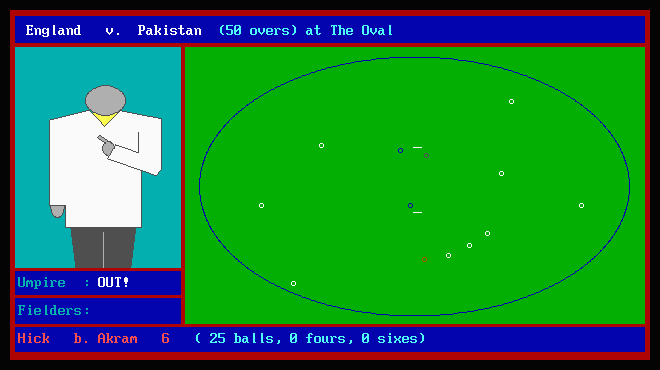 England v. Pakistan (50 overs) at The Oval
Umpire : OUT!
Fielders:
Hick b. Akram 6 ( 25 balls, 0 fours, 0 sixes)